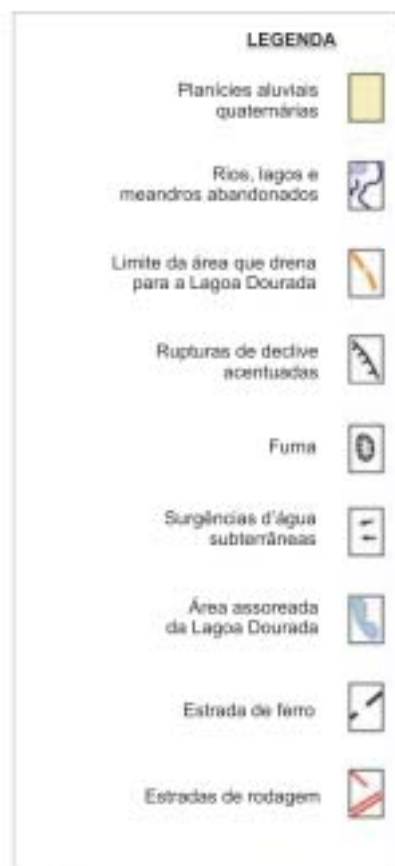 LEGENDA
Planícies aluviais
quaternárias
Rios, lagos e
meandros abandonados
Limite da área que drena
para a Lagoa Dourada
Rupturas de declive
acentuadas
Furna
Surgências d'água
subterrâneas
Área assoreada
da Lagoa Dourada
Estrada de ferro
Estradas de rodagem